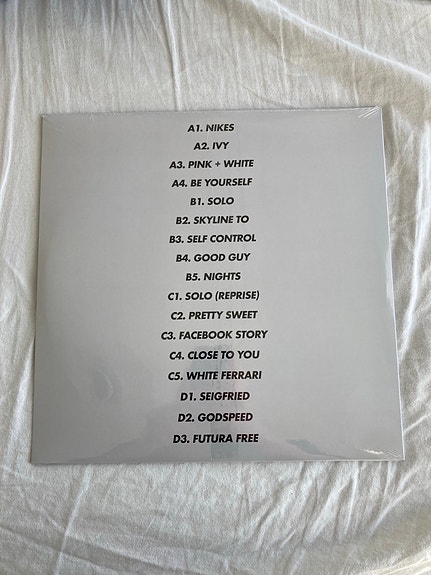 A1. NIKES
A2. IVY
A3. PINK + WHITE
A4. BE YOURSELF
B1. SOLO
B2. SKYLINE TO
B3. SELF CONTROL
B4. GOOD GUY
B5. NIGHTS
C1. SOLO (REPRISE)
C2. PRETTY SWEET
C3. FACEBOOK STORY
C4. CLOSE TO YOU
C5. WHITE FERRARI
D1. SEIGFRIED
D2. GODSPEED
D3. FUTURA FREE